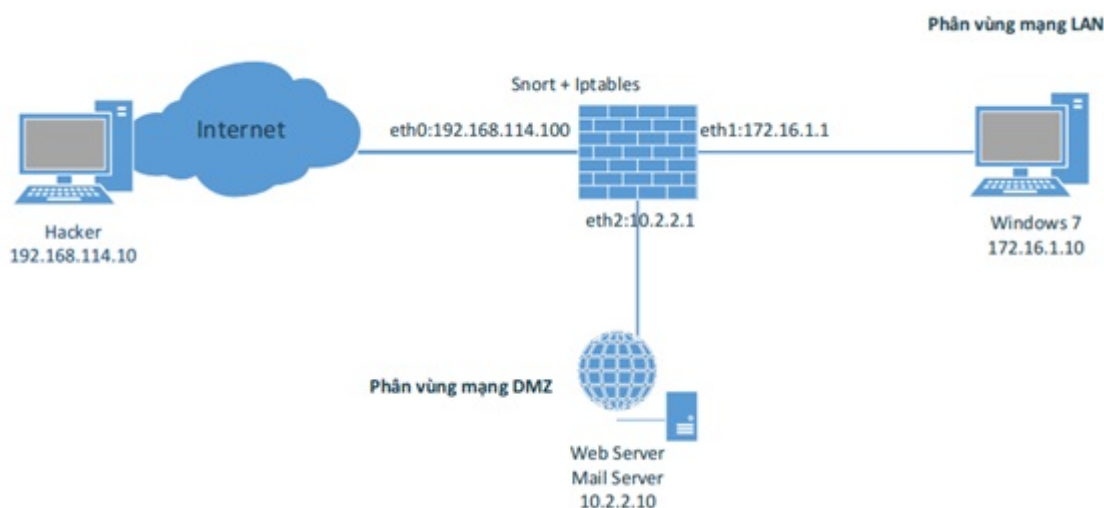 Phân vùng mạng LAN
Snort + Iptables
Internet
eth0:192.168.114.100
eth1:172.16.1.1
eth2:10.2.2.1
Hacker
192.168.114.10
Windows 7
172.16.1.10
Phân vùng mạng DMZ
Web Server
Mail Server
10.2.2.10